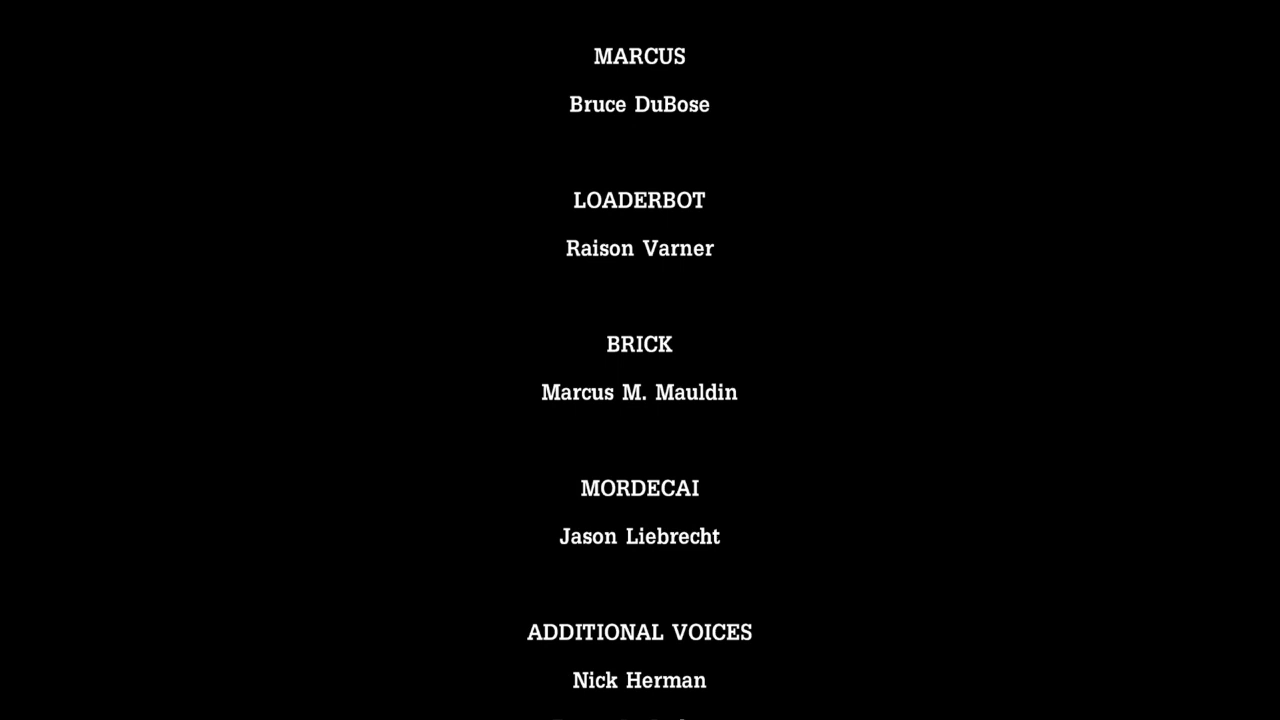 MARCUS
Bruce DuBose
LOADERBOT
Raison Varner
BRICK
Marcus M. Mauldin
MORDECAI
Jason Liebrecht
ADDITIONAL VOICES
Nick Herman